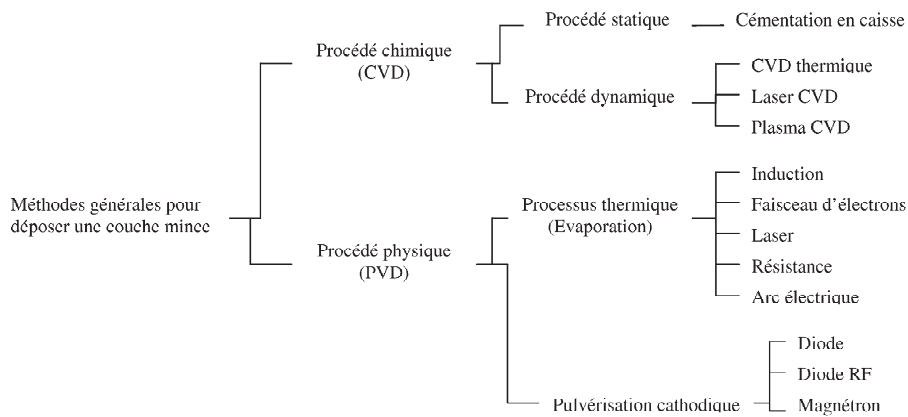 Méthodes générales pour
déposer une couche mince
Procédé chimique
(CVD)
Procédé statique
Cémentation en caisse
Procédé dynamique
CVD thermique
Laser CVD
Plasma CVD
Procédé physique
(PVD)
Processus thermique
(Evaporation)
Induction
Faisceau d’électrons
Laser
Résistance
Arc électrique
Pulvérisation cathodique
Diode
Diode RF
Magnétron